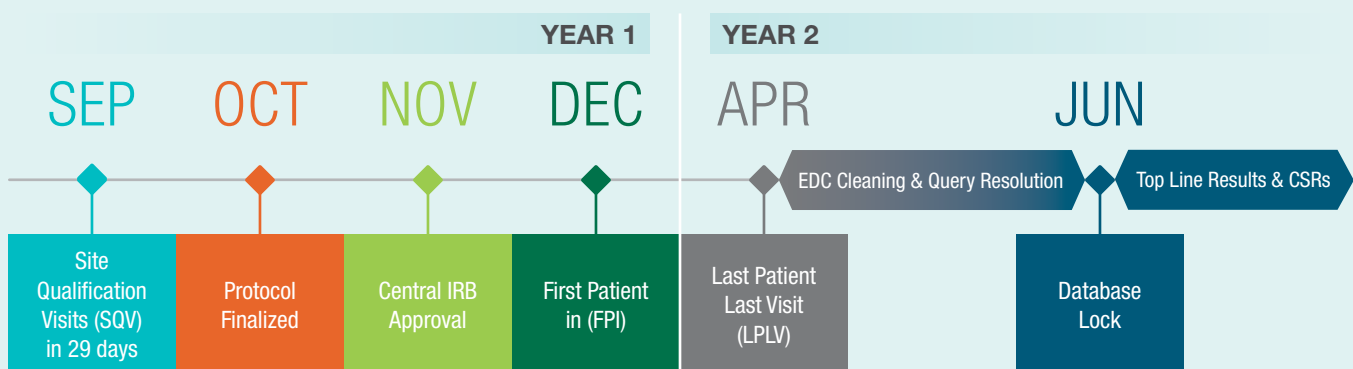 YEAR 1
YEAR 2
SEP
OCT
NOV
DEC
APR
JUN
EDC Cleaning & Query Resolution
Top Line Results & CSRs
Site
Qualification
Visits (SQV)
in 29 days
Protocol
Finalized
Central IRB
Approval
First Patient
in (FPI)
Last Patient
Last Visit
(LPLV)
Database
Lock